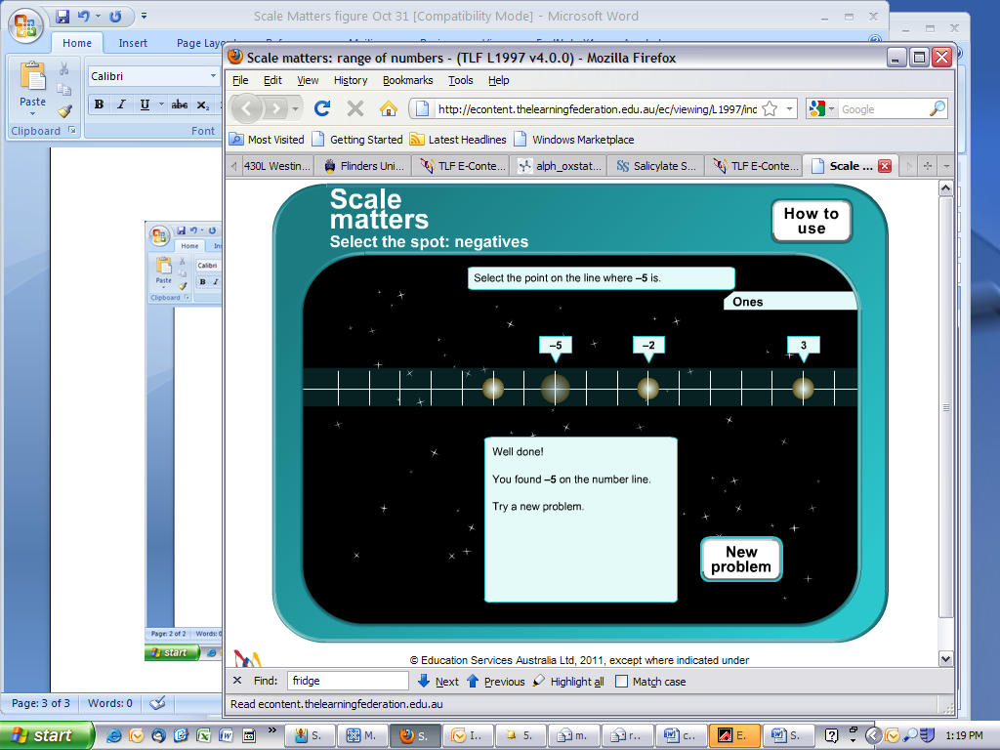 Scale Matters figure Oct 31 [Compatibility Mode] - Microsoft Word
Home Insert Page Layou
Paste
Calibri
B I U abc X₂
Clipboard Font
Home
Paste
Calibri
B I
Clipboard
Page: 2 of 2 Words: 0
start
Page: 3 of 3 Words: 0
Scale matters: range of numbers - (TLF L1997 v4.0.0) - Mozilla Firefox
File Edit View History Bookmarks Tools Help
http://econtent.thelearningfederation.edu.au/ec/viewing/L1997/ind
Google
Most Visited Getting Started Latest Headlines Windows Marketplace
430L Westin... Flinders Uni... TLF E-Conte... alph_oxstat... Salicylate S... TLF E-Conte... Scale ...
Scale
matters
Select the spot: negatives
How to
use
Select the point on the line where –5 is.
Ones
–5 –2 3
Well done!
You found –5 on the number line.
Try a new problem.
New
problem
© Education Services Australia Ltd, 2011, except where indicated under
Find: fridge Next Previous Highlight all Match case
Read econtent.thelearningfederation.edu.au
start S. M. S. I.. 5. m. r.. c.. E. S. 1:19 PM